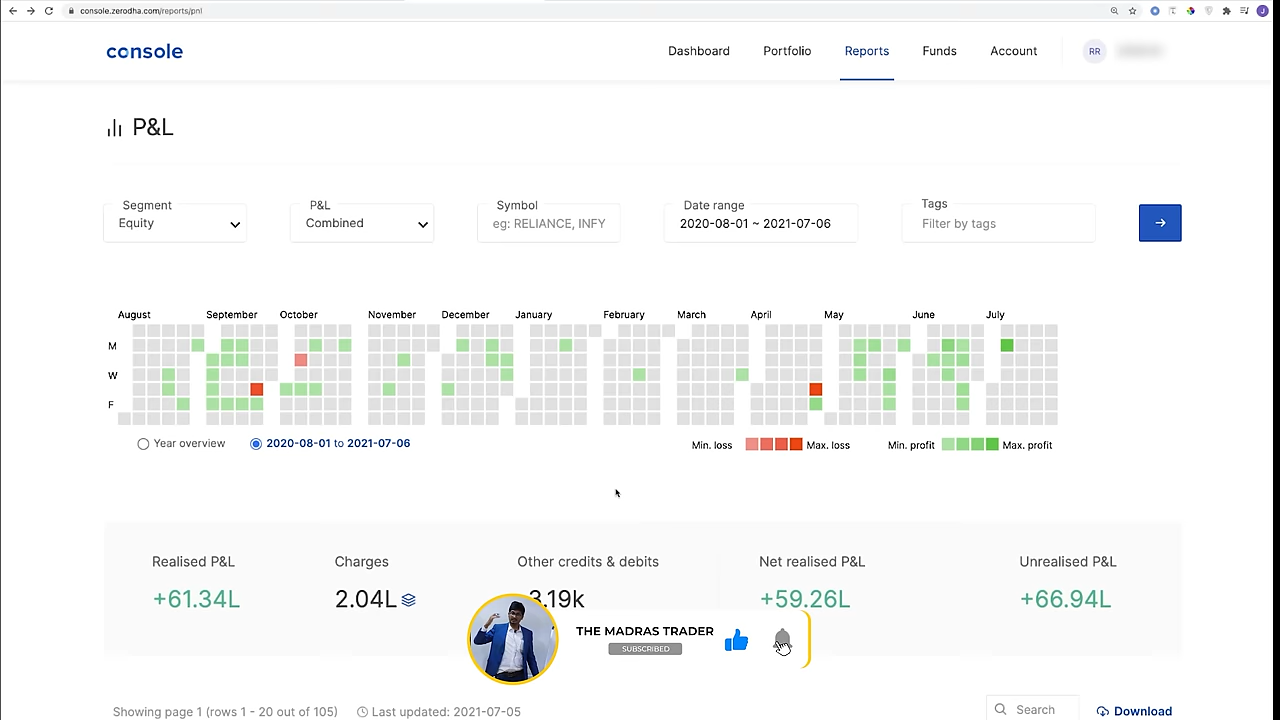 console.zerodha.com/reports/pnl
console
Dashboard Portfolio Reports Funds Account RR
P&L
Segment P&L Symbol Date range Tags
Equity Combined eg: RELIANCE, INFY 2020-08-01 ~ 2021-07-06 Filter by tags
August September October November December January February March April May June July
M
W
F
Year overview 2020-08-01 to 2021-07-06 Min. loss Max. loss Min. profit Max. profit
Realised P&L Charges Other credits & debits Net realised P&L Unrealised P&L
+61.34L 2.04L 3.19k +59.26L +66.94L
THE MADRAS TRADER
SUBSCRIBED
Showing page 1 (rows 1 - 20 out of 105) Last updated: 2021-07-05 Search Download